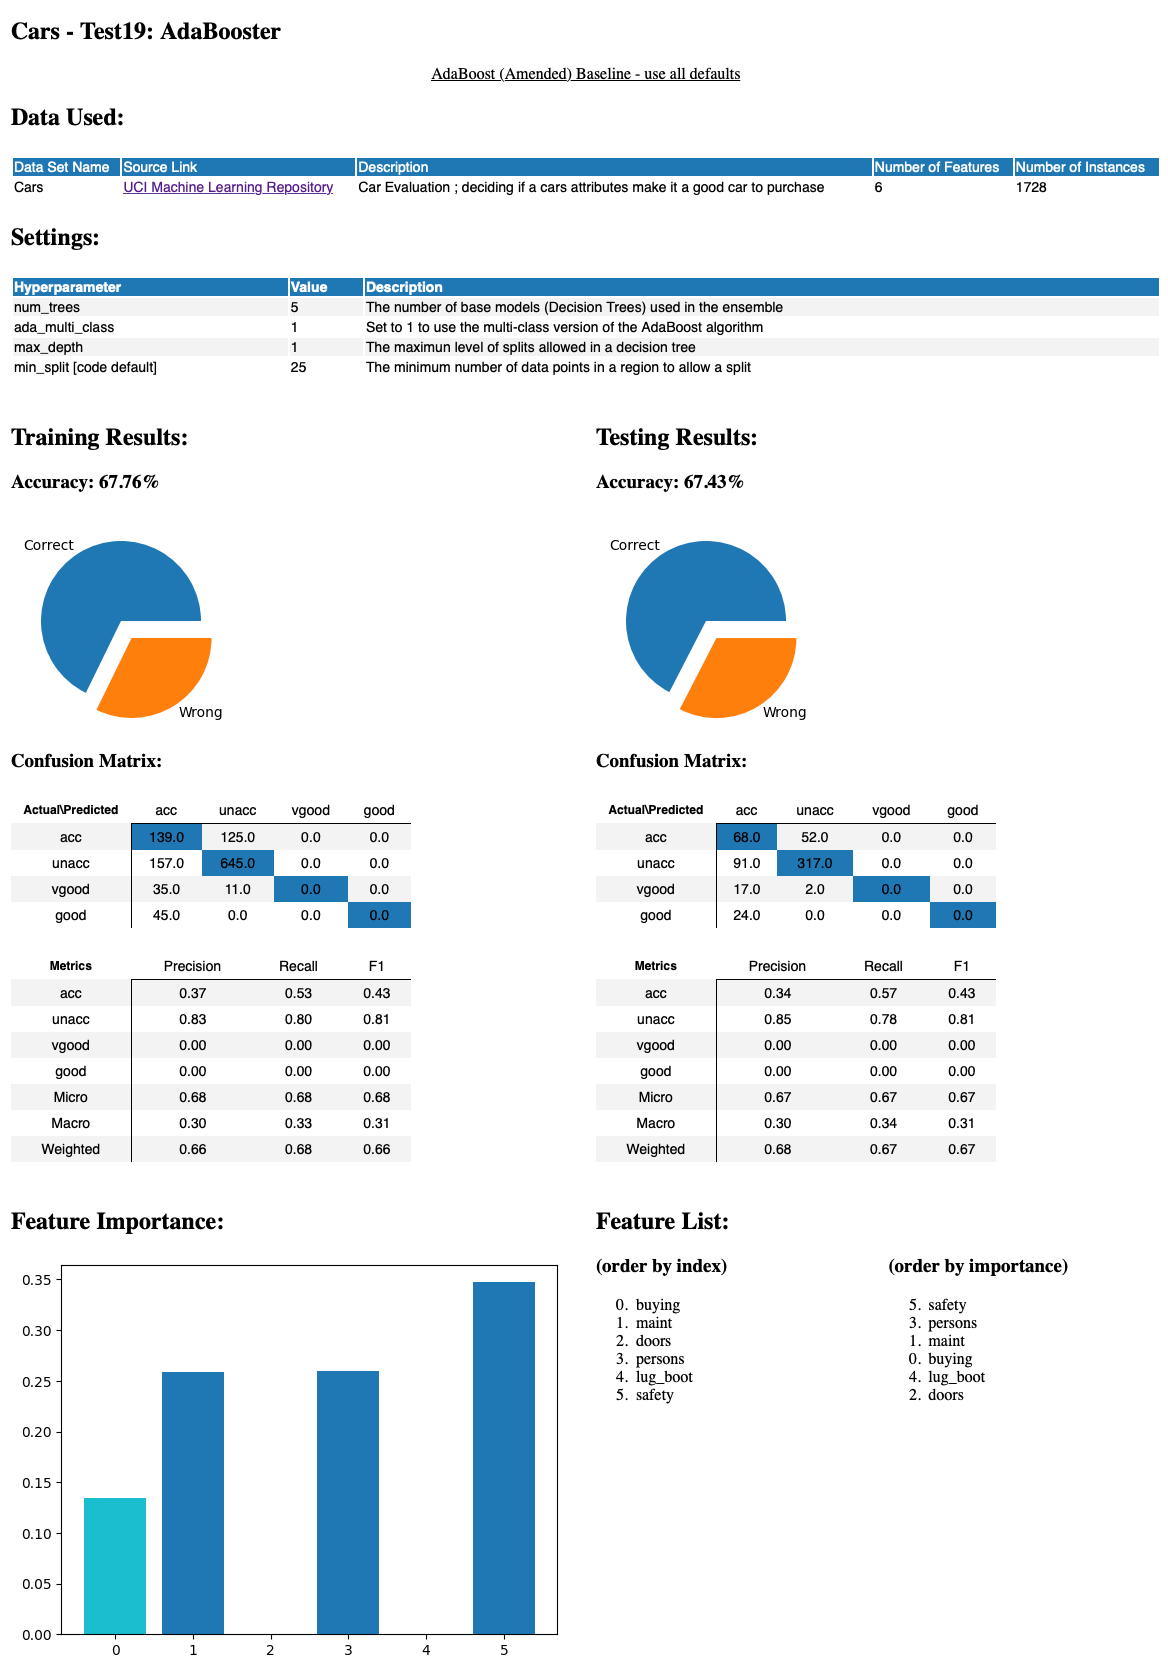 Cars - Test19: AdaBooster
AdaBoost (Amended) Baseline - use all defaults
Data Used:
Data Set Name Source Link Description Number of Features Number of Instances
Cars UCI Machine Learning Repository Car Evaluation ; deciding if a cars attributes make it a good car to purchase 6 1728
Settings:
Hyperparameter Value Description
num_trees 5 The number of base models (Decision Trees) used in the ensemble
ada_multi_class 1 Set to 1 to use the multi-class version of the AdaBoost algorithm
max_depth 1 The maximun level of splits allowed in a decision tree
min_split [code default] 25 The minimum number of data points in a region to allow a split
Training Results:
Accuracy: 67.76%
Correct
Wrong
Confusion Matrix:
Actual\Predicted acc unacc vgood good
acc 139.0 125.0 0.0 0.0
unacc 157.0 645.0 0.0 0.0
vgood 35.0 11.0 0.0 0.0
good 45.0 0.0 0.0 0.0
Metrics Precision Recall F1
acc 0.37 0.53 0.43
unacc 0.83 0.80 0.81
vgood 0.00 0.00 0.00
good 0.00 0.00 0.00
Micro 0.68 0.68 0.68
Macro 0.30 0.33 0.31
Weighted 0.66 0.68 0.66
Testing Results:
Accuracy: 67.43%
Correct
Wrong
Confusion Matrix:
Actual\Predicted acc unacc vgood good
acc 68.0 52.0 0.0 0.0
unacc 91.0 317.0 0.0 0.0
vgood 17.0 2.0 0.0 0.0
good 24.0 0.0 0.0 0.0
Metrics Precision Recall F1
acc 0.34 0.57 0.43
unacc 0.85 0.78 0.81
vgood 0.00 0.00 0.00
good 0.00 0.00 0.00
Micro 0.67 0.67 0.67
Macro 0.30 0.34 0.31
Weighted 0.68 0.67 0.67
Feature Importance:
0.35
0.30
0.25
0.20
0.15
0.10
0.05
0.00
0 1 2 3 4 5
Feature List:
(order by index)
0. buying
1. maint
2. doors
3. persons
4. lug_boot
5. safety
(order by importance)
5. safety
3. persons
1. maint
0. buying
4. lug_boot
2. doors